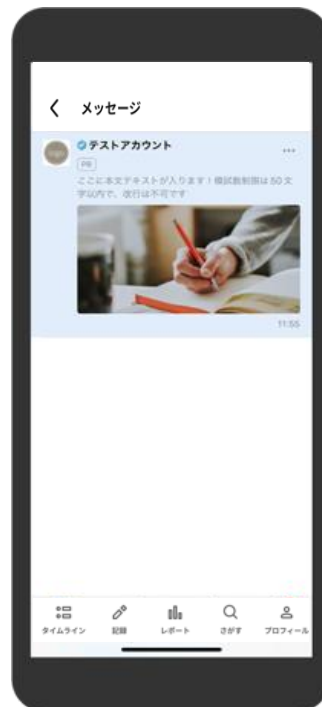 メッセージ
テストアカウント
PR
ここに本文テキストが入ります！模試数制限は50文
字以内で、改行は不可です
11:55
タイムライン
記録
レポート
さがす
プロフィール